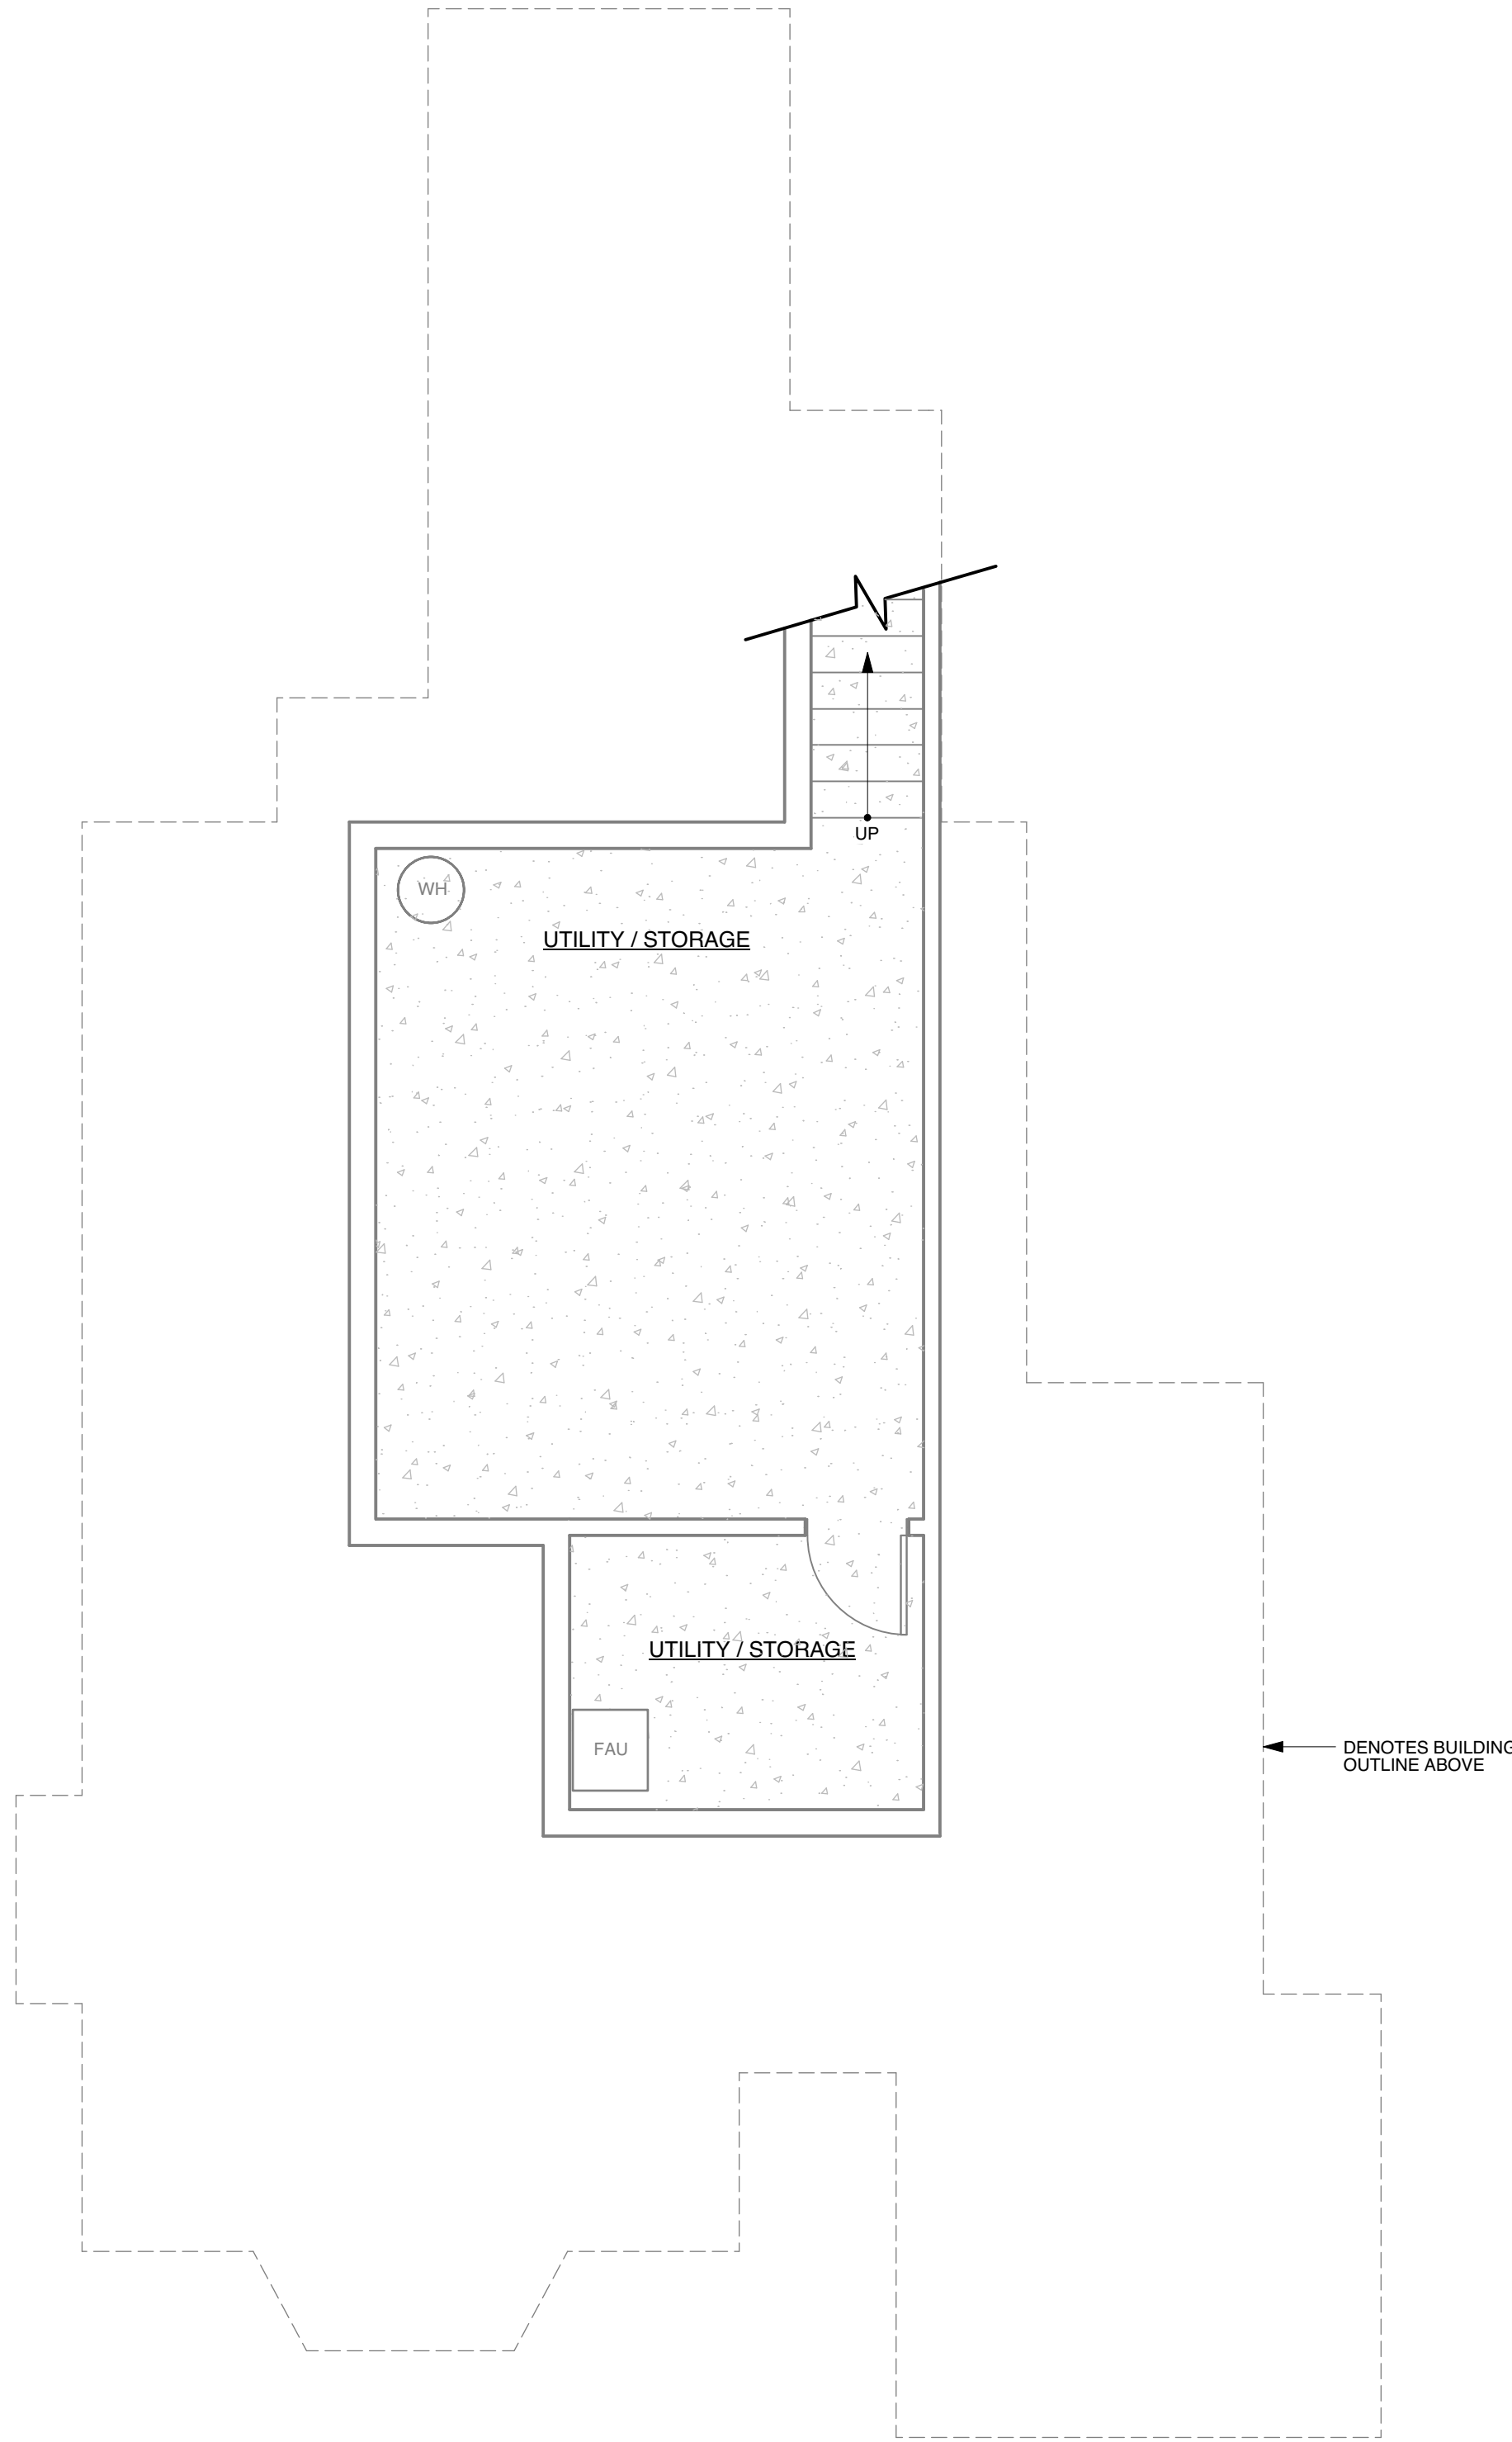 UP
WH
UTILITY / STORAGE
UTILITY / STORAGE
FAU
DENOTES BUILDING
OUTLINE ABOVE